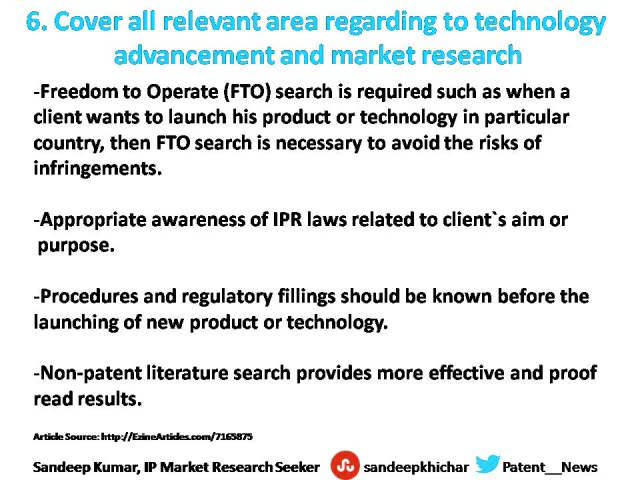 6. Cover all relevant area regarding to technology
advancement and market research
-Freedom to Operate (FTO) search is required such as when a
client wants to launch his product or technology in particular
country, then FTO search is necessary to avoid the risks of
infringements.
-Appropriate awareness of IPR laws related to client`s aim or
purpose.
-Procedures and regulatory fillings should be known before the
launching of new product or technology.
-Non-patent literature search provides more effective and proof
read results.
Article Source: http://EzineArticles.com/7165875
Sandeep Kumar, IP Market Research Seeker sandeepkhichar Patent__News